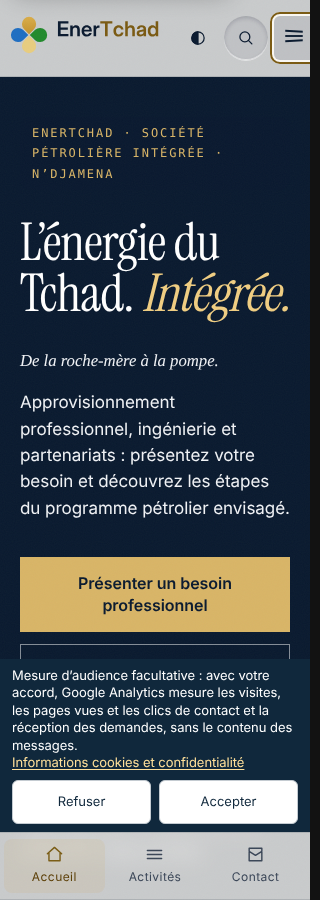 EnerTchad
ENERTCHAD · SOCIÉTÉ
PÉTROLIÈRE INTÉGRÉE ·
N’DJAMENA
L’énergie du
Tchad. Intégrée.
De la roche-mère à la pompe.
Approvisionnement
professionnel, ingénierie et
partenariats : présentez votre
besoin et découvrez les étapes
du programme pétrolier envisagé.
Présenter un besoin
professionnel
Mesure d’audience facultative : avec votre
accord, Google Analytics mesure les visites,
les pages vues et les clics de contact et la
réception des demandes, sans le contenu des
messages.
Informations cookies et confidentialité
Refuser
Accepter
Accueil
Activités
Contact